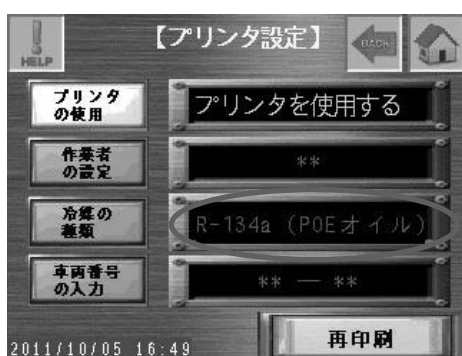 【プリンタ設定】
HELP
BACK
プリンタ
の使用
プリンタを使用する
作業者
の設定
**
冷媒の
種類
R-134a (POEオイル)
車両番号
の入力
** — **
2011/10/05 16:49
再印刷